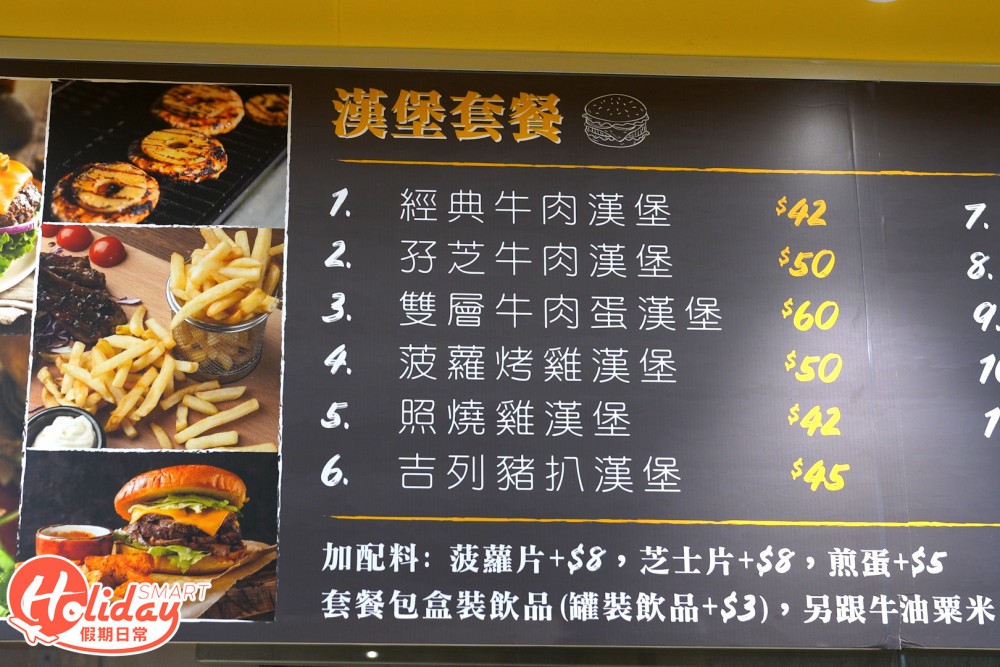 漢堡套餐
1. 經典牛肉漢堡 $42
2. 孖芝牛肉漢堡 $50
3. 雙層牛肉蛋漢堡 $60
4. 菠蘿烤雞漢堡 $50
5. 照燒雞漢堡 $42
6. 吉列豬扒漢堡 $45
7.
8.
9.
加配料: 菠蘿片+$8，芝士片+$8，煎蛋+$5
套餐包盒裝飲品(罐裝飲品+$3)，另跟牛油粟米
Holiday
SMART
假期日常